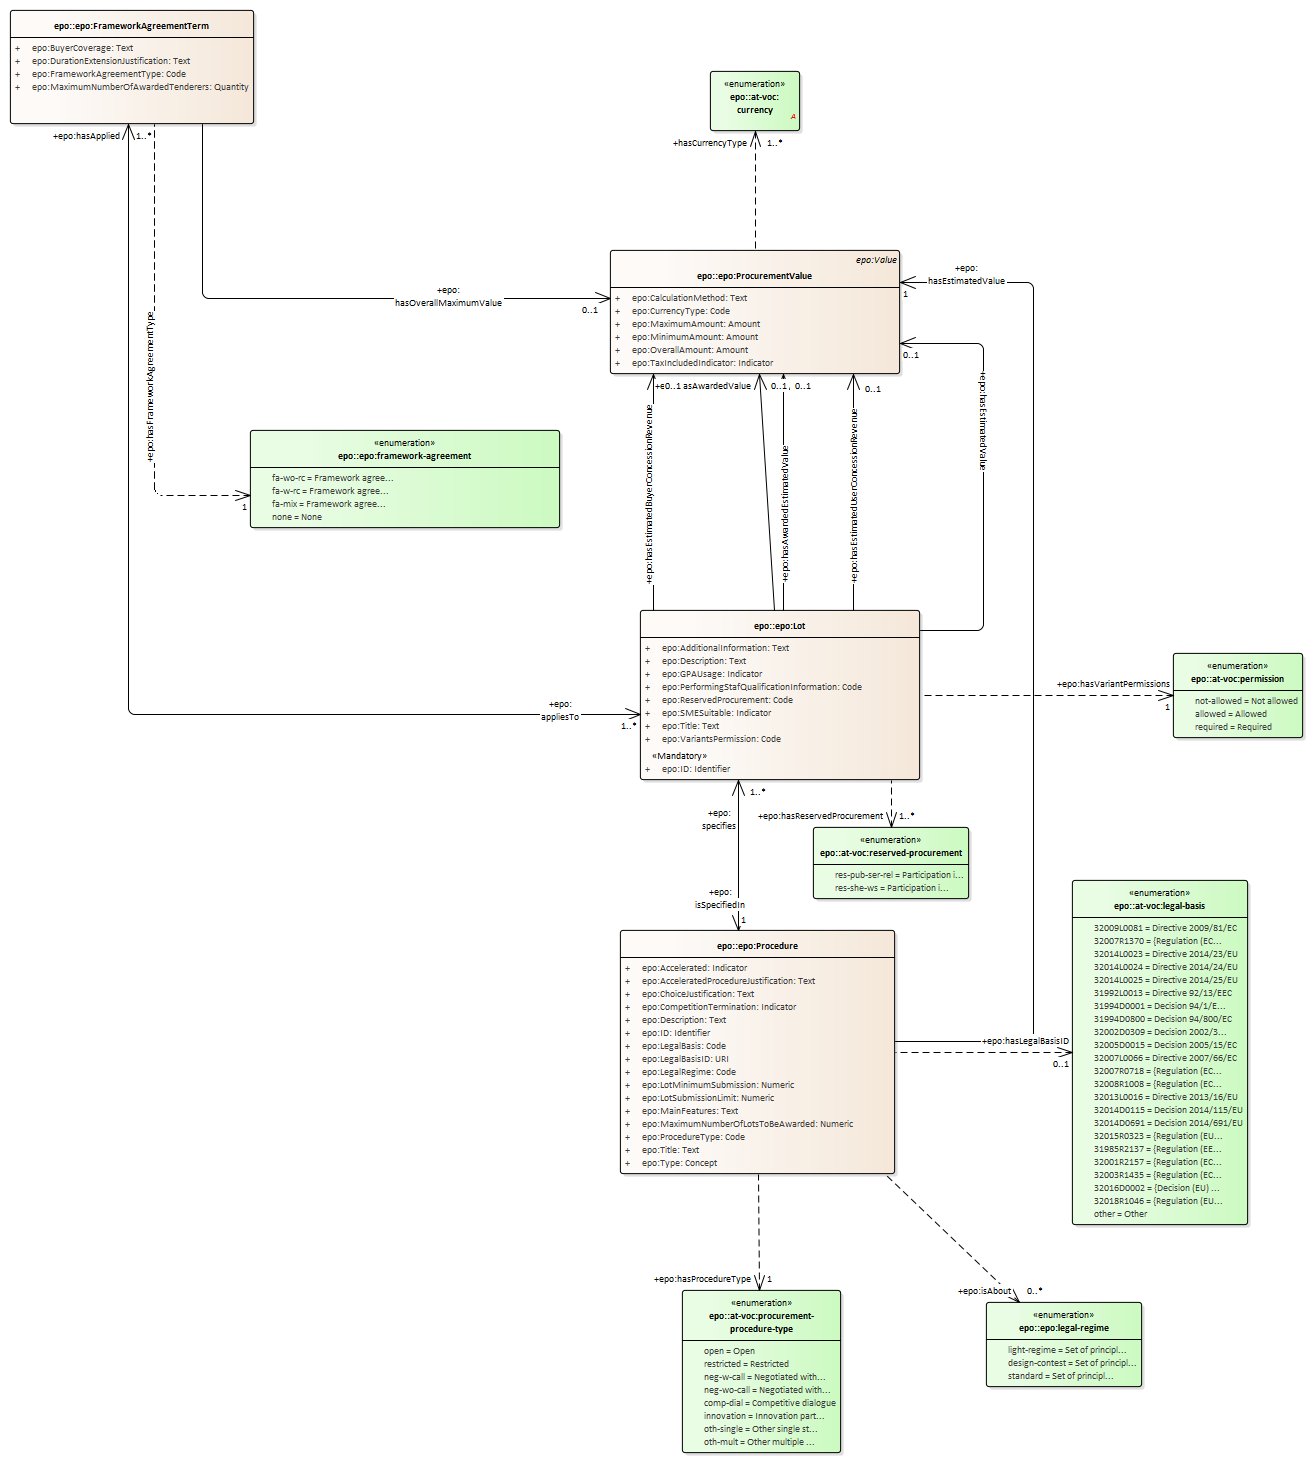 epo::epo:FrameworkAgreementTerm
+ epo:BuyerCoverage: Text
+ epo:DurationExtensionJustification: Text
+ epo:FrameworkAgreementType: Code
+ epo:MaximumNumberOfAwardedTenderers: Quantity
+epo:hasApplied
1..*
«enumeration»
epo::at-voc:
currency
A
+hasCurrencyType
1..*
epo:Value
epo::epo:ProcurementValue
+ epo:CalculationMethod: Text
+ epo:CurrencyType: Code
+ epo:MaximumAmount: Amount
+ epo:MinimumAmount: Amount
+ epo:OverallAmount: Amount
+ epo:TaxIncludedIndicator: Indicator
+epo:
hasEstimatedValue
1
+epo:
hasOverallMaximumValue
0..1
0..1
+epo:hasFrameworkAgreementType
+e0..1 asAwardedValue
0..1, 0..1
0..1
+epo:hasEstimatedBuyerConcessionRevenue
+epo:hasAwardedEstimatedValue
+epo:hasEstimatedUserConcessionRevenue
+epo:hasEstimatedValue
«enumeration»
epo::epo:framework-agreement
fa-wo-rc = Framework agree...
fa-w-rc = Framework agree...
fa-mix = Framework agree...
none = None
1
epo::epo:Lot
+ epo:AdditionalInformation: Text
+ epo:Description: Text
+ epo:GPAUsage: Indicator
+ epo:PerformingStafQualificationInformation: Code
+ epo:ReservedProcurement: Code
+ epo:SMESuitable: Indicator
+ epo:Title: Text
+ epo:VariantsPermission: Code
«Mandatory»
+ epo:ID: Identifier
+epo:
appliesTo
1..*
+epo:hasVariantPermissions
1
«enumeration»
epo::at-voc:permission
not-allowed = Not allowed
allowed = Allowed
required = Required
1..*
+epo:
specifies
+epo:hasReservedProcurement
1..*
«enumeration»
epo::at-voc:reserved-procurement
res-pub-ser-rel = Participation i...
res-she-ws = Participation i...
+epo:
isSpecifiedIn
1
epo::epo:Procedure
+ epo:Accelerated: Indicator
+ epo:AcceleratedProcedureJustification: Text
+ epo:ChoiceJustification: Text
+ epo:CompetitionTermination: Indicator
+ epo:Description: Text
+ epo:ID: Identifier
+ epo:LegalBasis: Code
+ epo:LegalBasisID: URI
+ epo:LegalRegime: Code
+ epo:LotMinimumSubmission: Numeric
+ epo:LotSubmissionLimit: Numeric
+ epo:MainFeatures: Text
+ epo:MaximumNumberOfLotsToBeAwarded: Numeric
+ epo:ProcedureType: Code
+ epo:Title: Text
+ epo:Type: Concept
+epo:hasLegalBasisID
0..1
«enumeration»
epo::at-voc:legal-basis
32009L0081 = Directive 2009/81/EC
32007R1370 = {Regulation (EC...
32014L0023 = Directive 2014/23/EU
32014L0024 = Directive 2014/24/EU
32014L0025 = Directive 2014/25/EU
31992L0013 = Directive 92/13/EEC
31994D0001 = Decision 94/1/E...
31994D0800 = Decision 94/800/EC
32002D0309 = Decision 2002/3...
32005D0015 = Decision 2005/15/EC
32007L0066 = Directive 2007/66/EC
32007R0718 = {Regulation (EC...
32008R1008 = {Regulation (EC...
32013L0016 = Directive 2013/16/EU
32014D0115 = Decision 2014/115/EU
32014D0691 = Decision 2014/691/EU
32015R0323 = {Regulation (EU...
31985R2137 = {Regulation (EE...
32001R2157 = {Regulation (EC...
32003R1435 = {Regulation (EC...
32016D0002 = {Decision (EU) ...
32018R1046 = {Regulation (EU...
other = Other
+epo:hasProcedureType
1
«enumeration»
epo::at-voc:procurement-
procedure-type
open = Open
restricted = Restricted
neg-w-call = Negotiated with...
neg-wo-call = Negotiated with...
comp-dial = Competitive dialogue
innovation = Innovation part...
oth-single = Other single st...
oth-mult = Other multiple ...
+epo:isAbout
0..*
«enumeration»
epo::epo:legal-regime
light-regime = Set of principl...
design-contest = Set of principl...
standard = Set of principl...